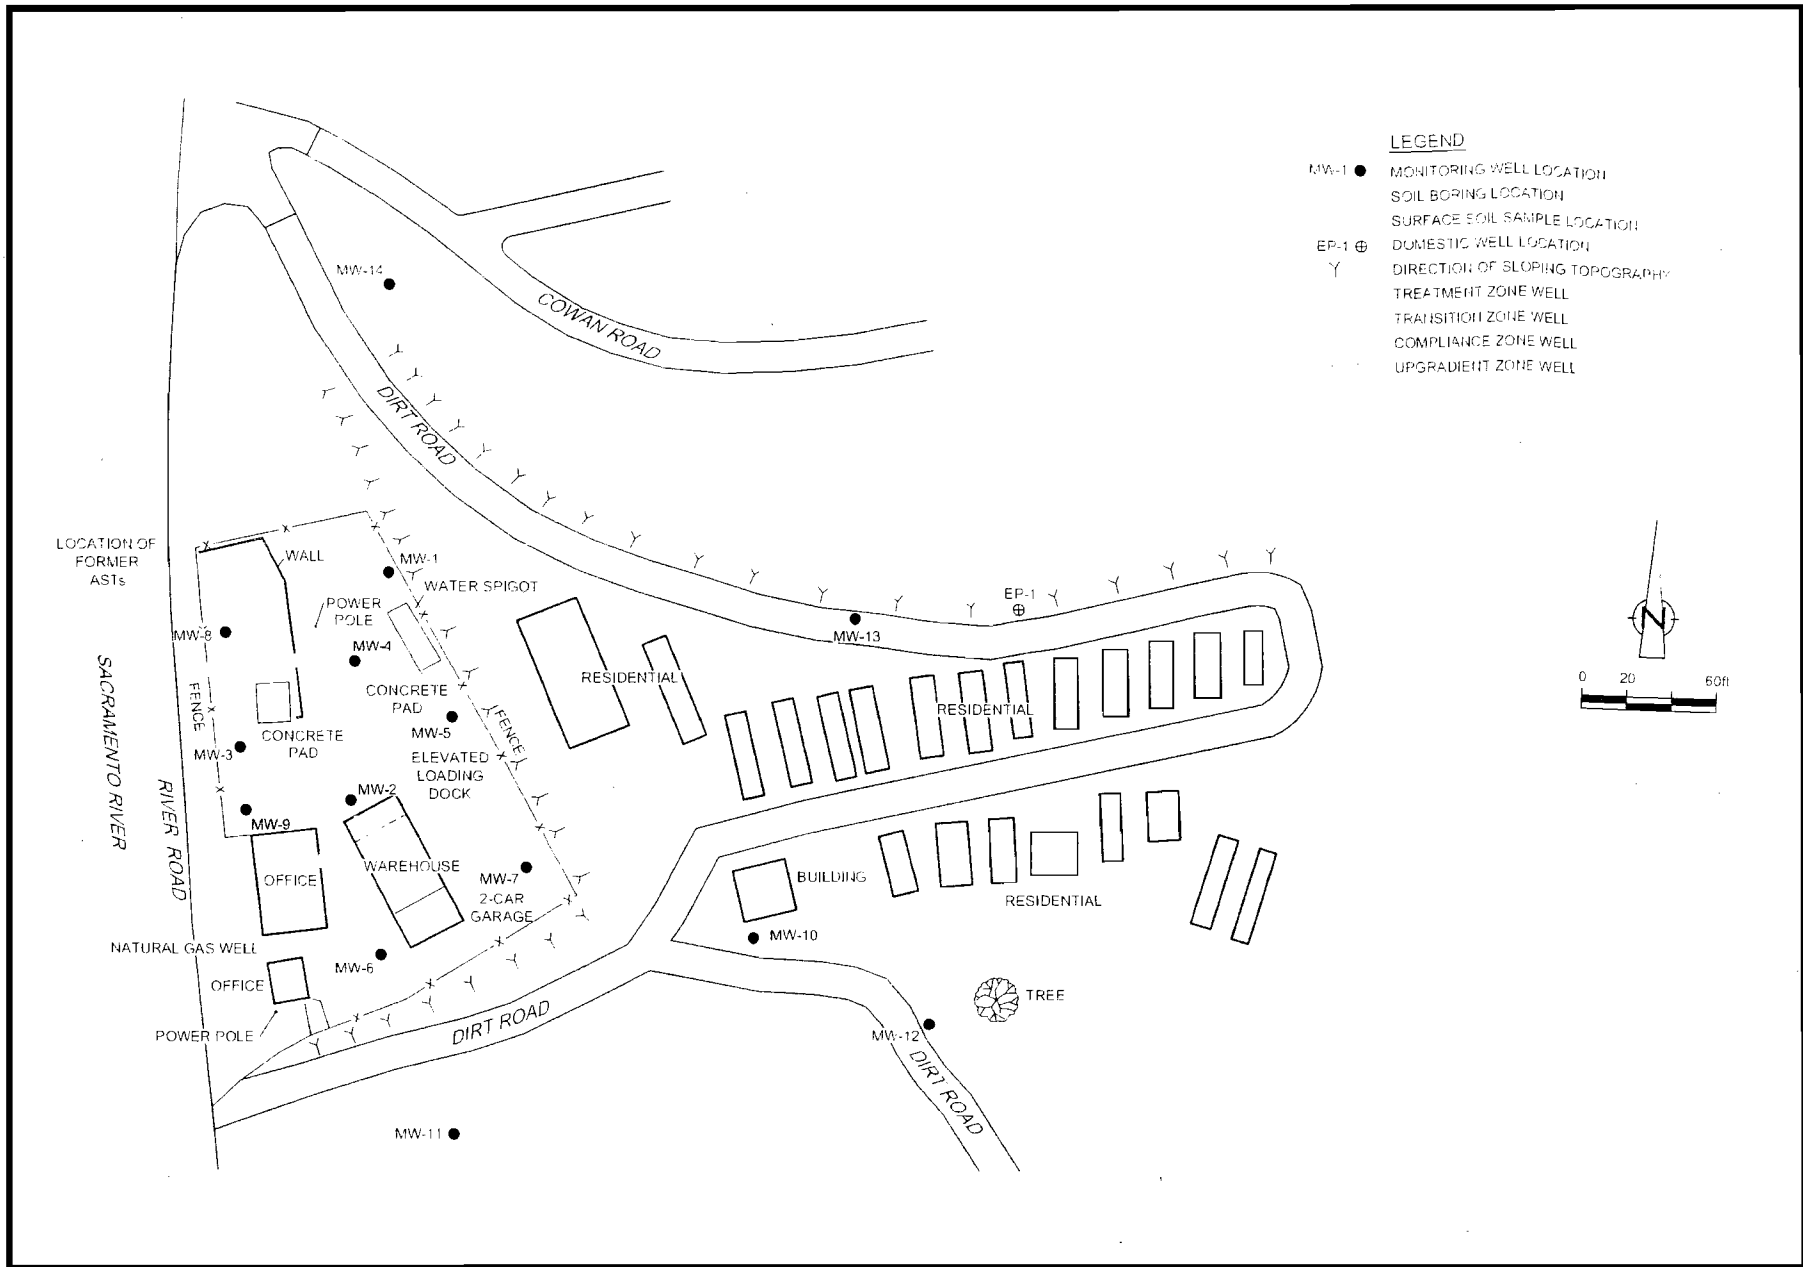 LEGEND
MW-1 MONITORING WELL LOCATION
SOIL BORING LOCATION
SURFACE SOIL SAMPLE LOCATION
EP-1 DOMESTIC WELL LOCATION
DIRECTION OF SLOPING TOPOGRAPHY
TREATMENT ZONE WELL
TRANSITION ZONE WELL
COMPLIANCE ZONE WELL
UPGRADIENT ZONE WELL
MW-14
COWAN ROAD
DIRT ROAD
LOCATION OF
FORMER
ASTs
WALL
MW-1
WATER SPIGOT
POWER
POLE
EP-1
MW-8
MW-13
MW-4
N
RESIDENTIAL
0 20 60ft
CONCRETE
PAD
FENCE
RESIDENTIAL
SACRAMENTO RIVER
FENCE
MW-5
CONCRETE
PAD
MW-3
ELEVATED
LOADING
DOCK
RIVER ROAD
MW-2
MW-9
WAREHOUSE
OFFICE
MW-7
2-CAR
GARAGE
BUILDING
RESIDENTIAL
MW-10
NATURAL GAS WELL
MW-6
OFFICE
TREE
POWER POLE
DIRT ROAD
MW-12
DIRT ROAD
MW-11